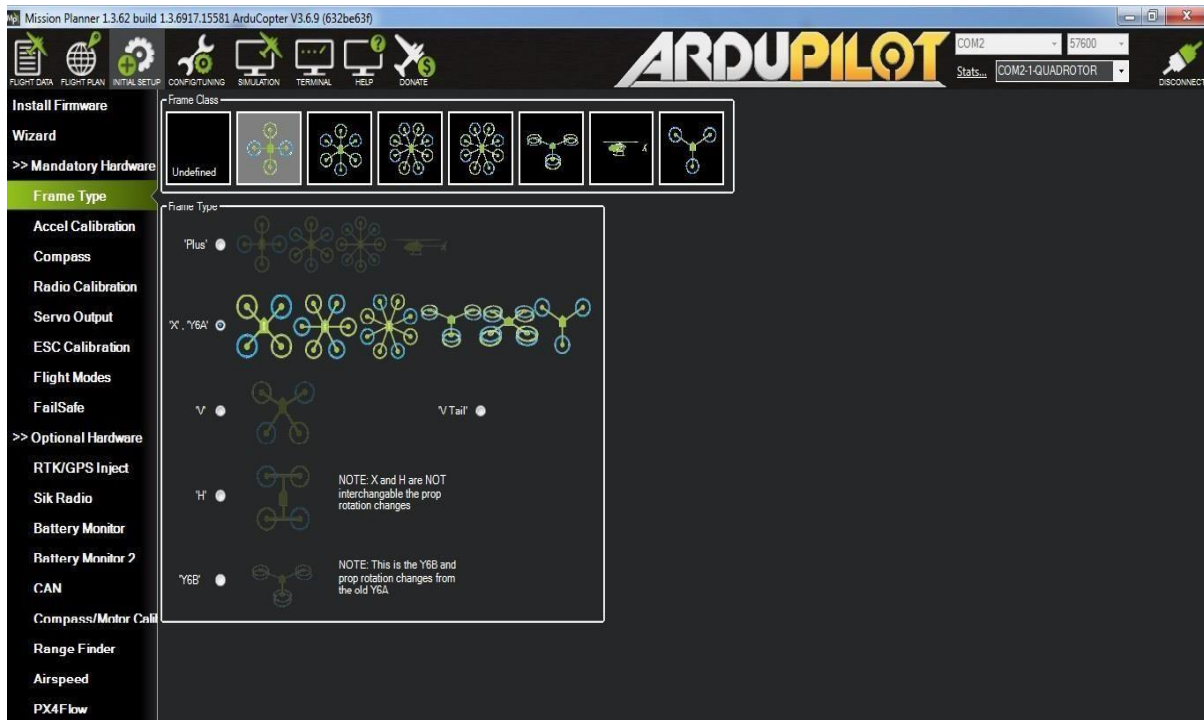 Mission Planner 1.3.62 build 1.3.6917.15581 ArduCopter V3.6.9 (632be63f)
FLIGHT DATA
FLIGHT PLAN
INITIAL SETUP
CONFIG/TUNING
SIMULATION
TERMINAL
HELP
DONATE
ARDUPILOT
COM2
57600
Stats...
COM2-1-QUADROTOR
DISCONNECT
Install Firmware
Wizard
>> Mandatory Hardware
Frame Type
Accel Calibration
Compass
Radio Calibration
Servo Output
ESC Calibration
Flight Modes
FailSafe
>> Optional Hardware
RTK/GPS Inject
Sik Radio
Battery Monitor
Battery Monitor 2
CAN
Compass/Motor Calib
Range Finder
Airspeed
PX4Flow
Frame Class
Undefined
Frame Type
'Plus'
'X', 'Y6A'
'V'
'V Tail'
'H'
NOTE: X and H are NOT
interchangable the prop
rotation changes
'Y6B'
NOTE: This is the Y6B and
prop rotation changes from
the old Y6A